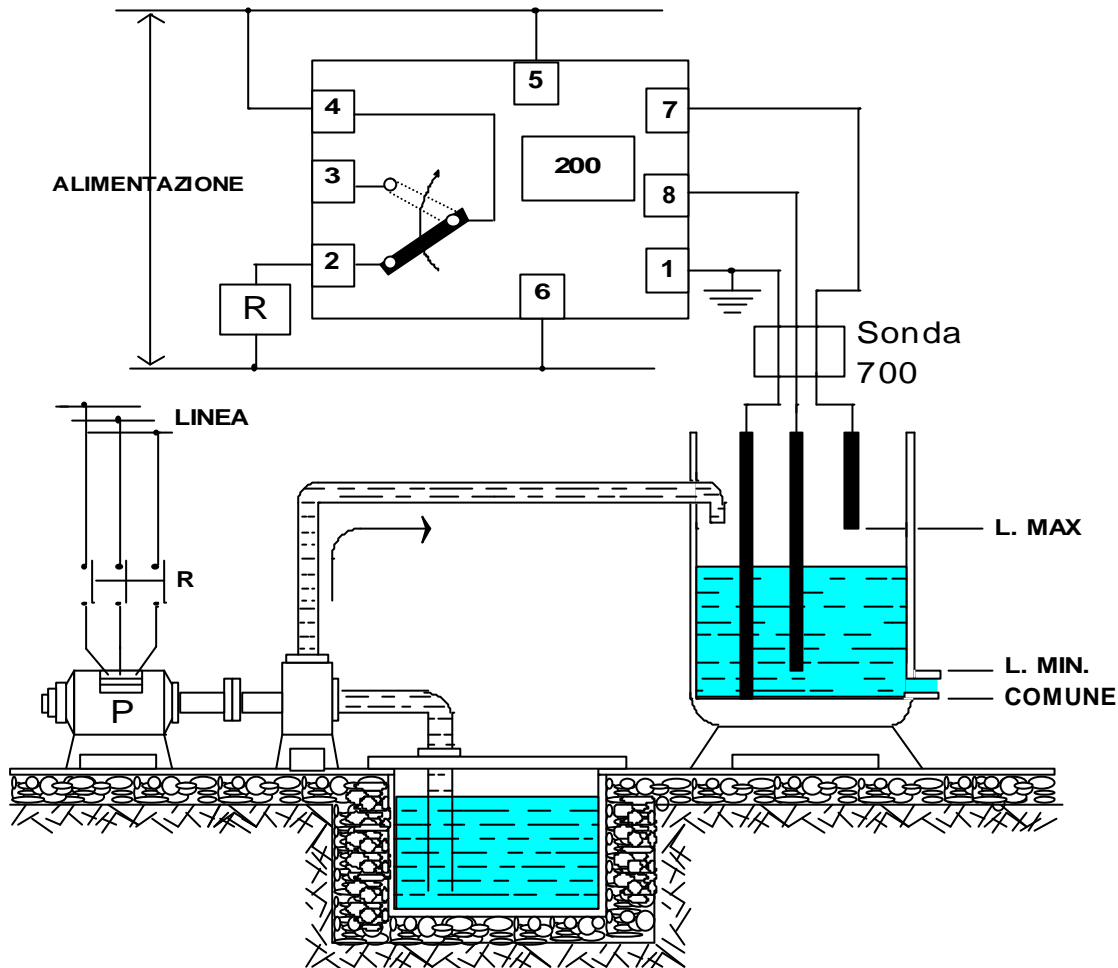 5
4
7
200
ALIMENTAZIONE
3
8
2
1
6
R
Sonda
700
LINEA
L. MAX
R
L. MIN.
COMUNE
P